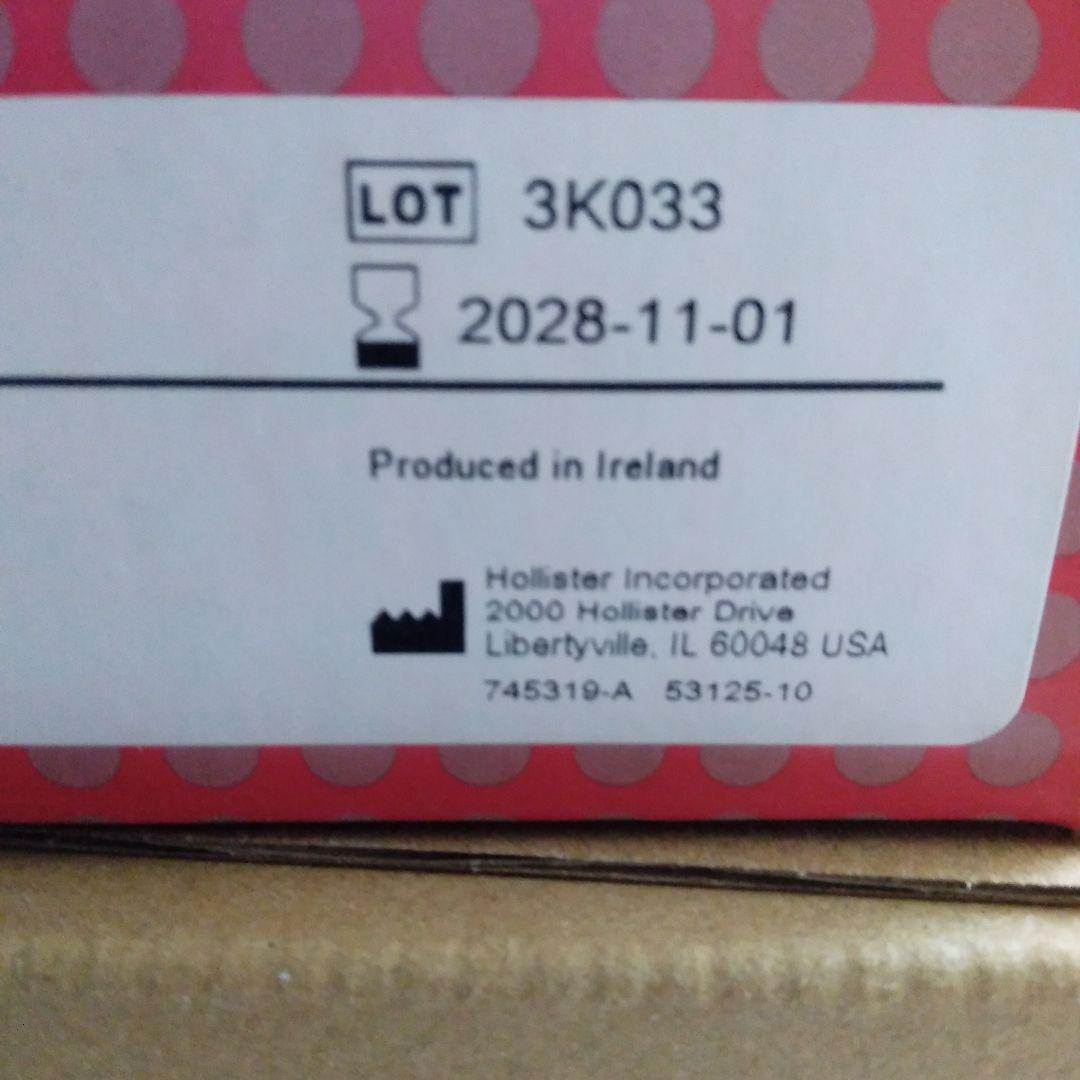 LOT 3K033
2028-11-01
Produced in Ireland
Hollister Incorporated
2000 Hollister Drive
Libertyville, IL 60048 USA
745319-A 53125-10